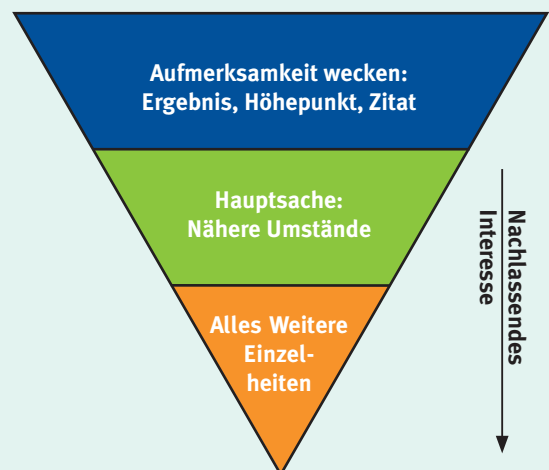 Aufmerksamkeit wecken:
Ergebnis, Höhepunkt, Zitat
Hauptsache:
Nähere Umstände
Alles Weitere
Einzel-
heiten
Nachlassendes
Interesse